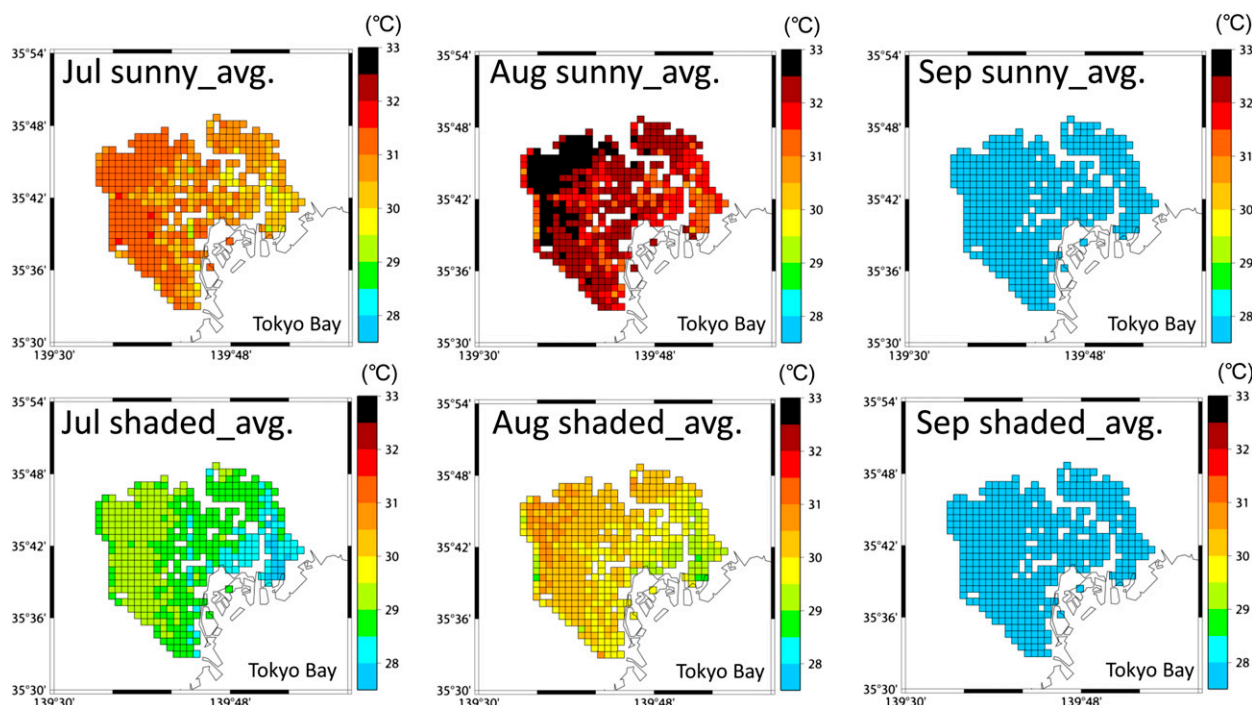 (℃) (℃) (℃)
35°54' 35°54' 35°54'
Jul sunny_avg. Aug sunny_avg. Sep sunny_avg.
33 33 33
32 32 32
35°48' 35°48' 35°48'
31 31 31
35°42' 35°42' 35°42'
30 30 30
35°36' 35°36' 35°36'
29 29 29
Tokyo Bay Tokyo Bay Tokyo Bay
28 28 28
35°30' 35°30' 35°30'
139°30' 139°48' 139°30' 139°48' 139°30' 139°48'
(℃) (℃) (℃)
35°54' 35°54' 35°54'
Jul shaded_avg. Aug shaded_avg. Sep shaded_avg.
33 33 33
32 32 32
35°48' 35°48' 35°48'
31 31 31
35°42' 35°42' 35°42'
30 30 30
35°36' 35°36' 35°36'
29 29 29
Tokyo Bay Tokyo Bay Tokyo Bay
28 28 28
35°30' 35°30' 35°30'
139°30' 139°48' 139°30' 139°48' 139°30' 139°48'